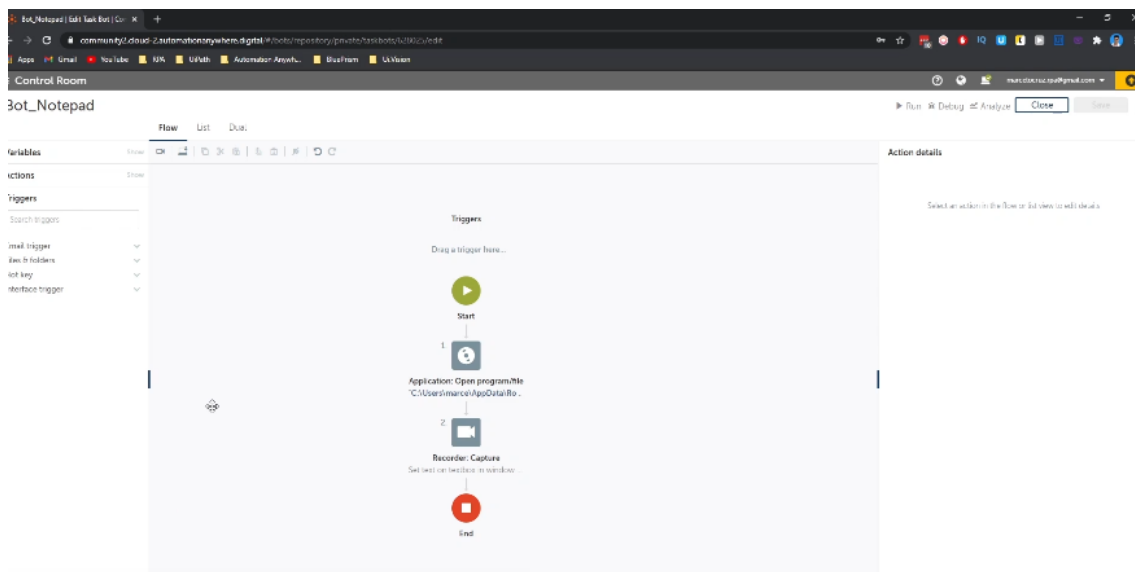 Bot_Notepad | Edit Task Bot | Con
community2.cloud-2.automationanywhere.digital/#/bots/repository/private/taskbots/
/edit
Apps Gmail YouTube RPA UiPath Automation Anywh... BluePrism UiVision
Control Room
Bot_Notepad
Run Debug Analyze Close Save
Flow List Dual
Variables Show
Actions Show
Triggers
Search triggers
Email trigger
Files & folders
Hot key
Interface trigger
Action details
Select an action in the flow or list view to edit details
Triggers
Drag a trigger here...
Start
1.
Application: Open program/file
"C:\Users\marce\AppData\Ro...
2.
Recorder: Capture
Set text on textbox in window...
End